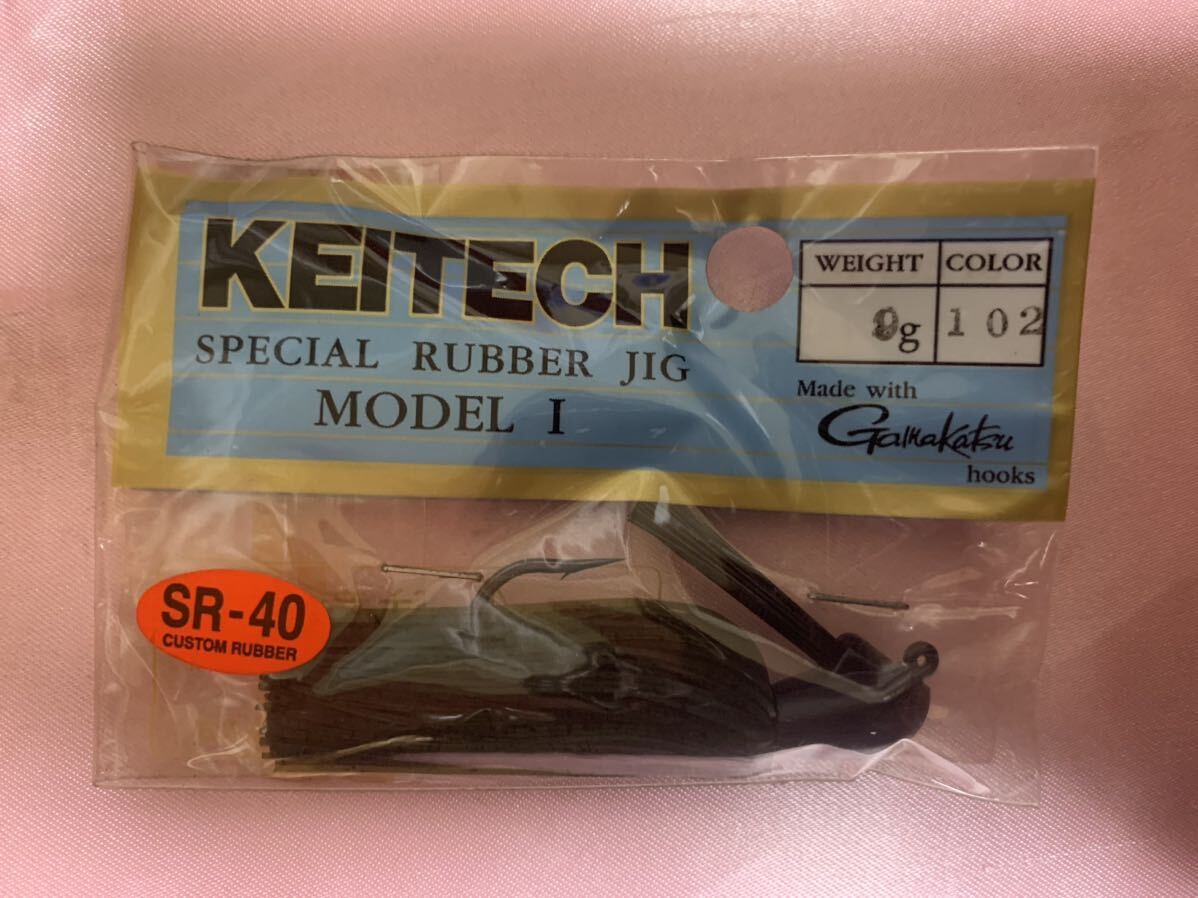 KEITECH
SPECIAL RUBBER JIG
MODEL I
WEIGHT COLOR
9g 102
Made with
Gamakatsu
hooks
SR-40
CUSTOM RUBBER